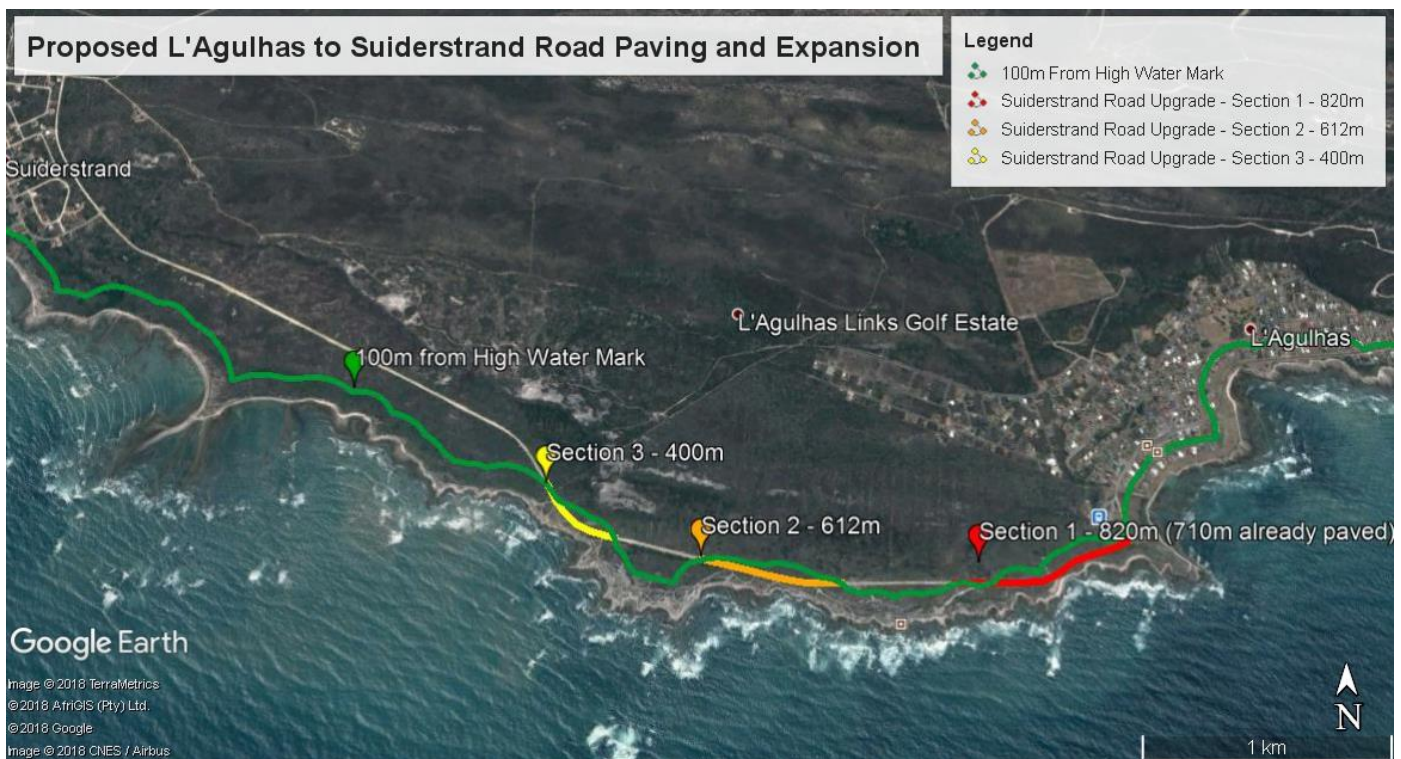 Proposed L'Agulhas to Suiderstrand Road Paving and Expansion
Legend
100m From High Water Mark
Suiderstrand Road Upgrade - Section 1 - 820m
Suiderstrand Road Upgrade - Section 2 - 612m
Suiderstrand Road Upgrade - Section 3 - 400m
Suiderstrand
L'Agulhas Links Golf Estate
L'Agulhas
100m from High Water Mark
Section 3 - 400m
Section 2 - 612m
Section 1 - 820m (710m already paved)
Google Earth
Image © 2018 TerraMetrics
© 2018 AfriGIS (Pty) Ltd.
© 2018 Google
Image © 2018 CNES / Airbus
N
1 km